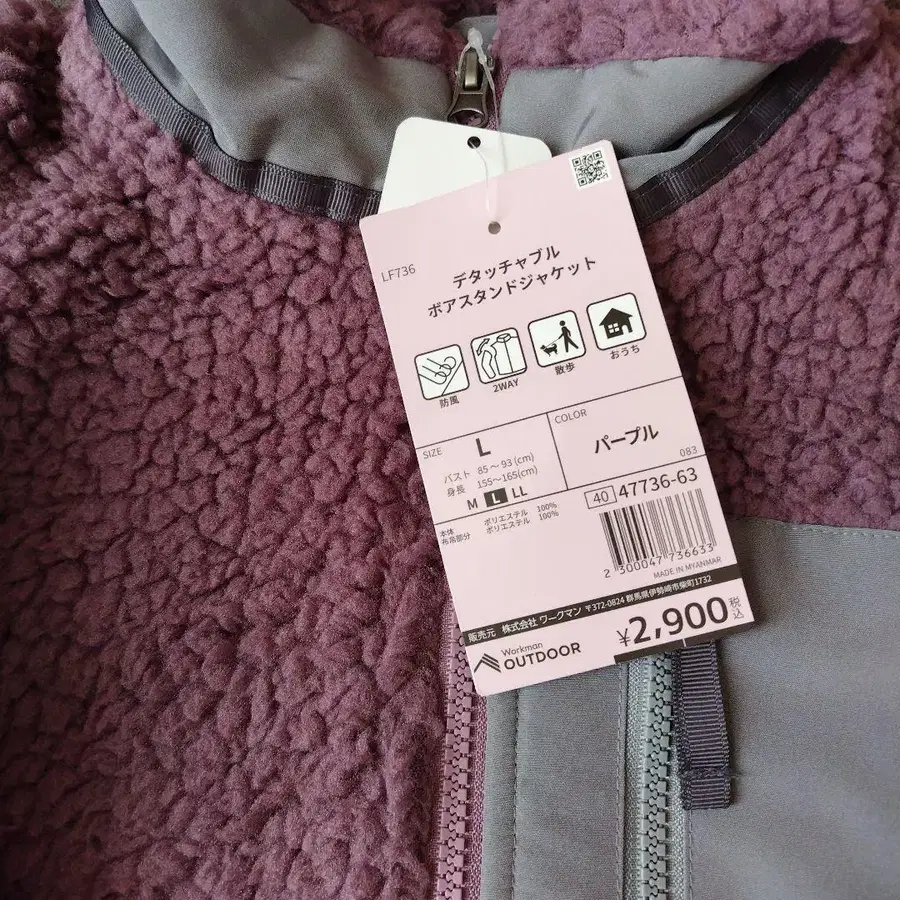 LF736
デタッチャブル
ボアスタンドジャケット
防風 2WAY 散歩 おうち
SIZE L
バスト 85～93(cm)
身長 155～165(cm)
M L LL
COLOR
パープル
083
本体 ポリエステル 100%
布帛部分 ポリエステル 100%
40 47736-63
2 300047 736633
MADE IN MYANMAR
販売元 株式会社 ワークマン 〒372-0824 群馬県伊勢崎市柴町1732
Workman
OUTDOOR
¥2,900税込